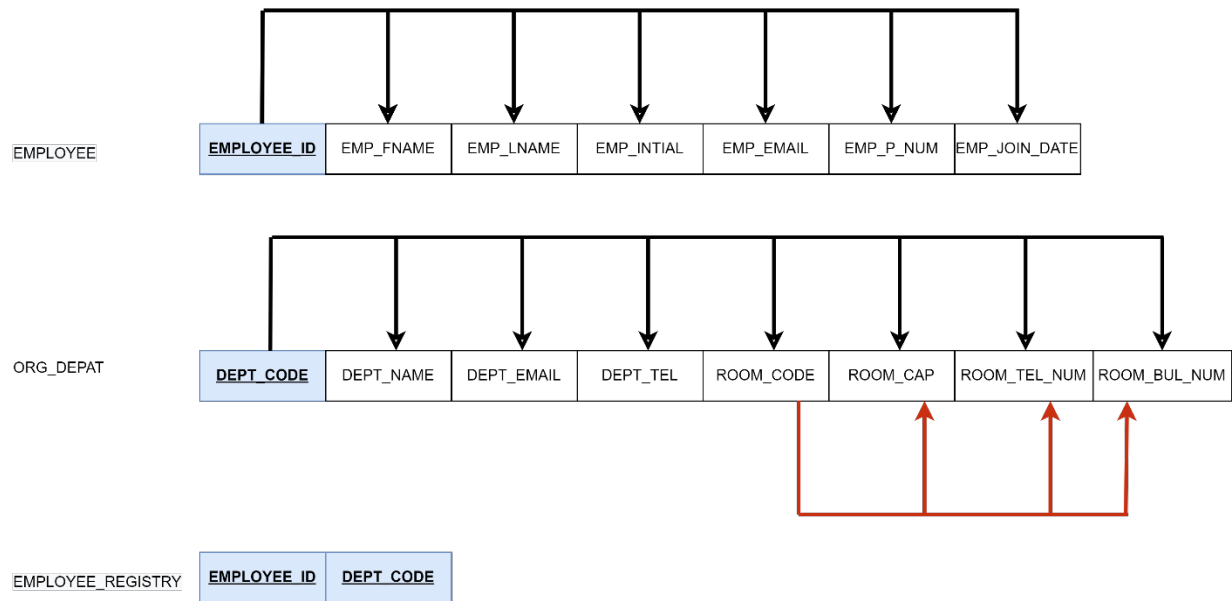 EMPLOYEE
EMPLOYEE_ID EMP_FNAME EMP_LNAME EMP_INTIAL EMP_EMAIL EMP_P_NUM EMP_JOIN_DATE
ORG_DEPAT
DEPT_CODE DEPT_NAME DEPT_EMAIL DEPT_TEL ROOM_CODE ROOM_CAP ROOM_TEL_NUM ROOM_BUL_NUM
EMPLOYEE_REGISTRY
EMPLOYEE_ID DEPT_CODE